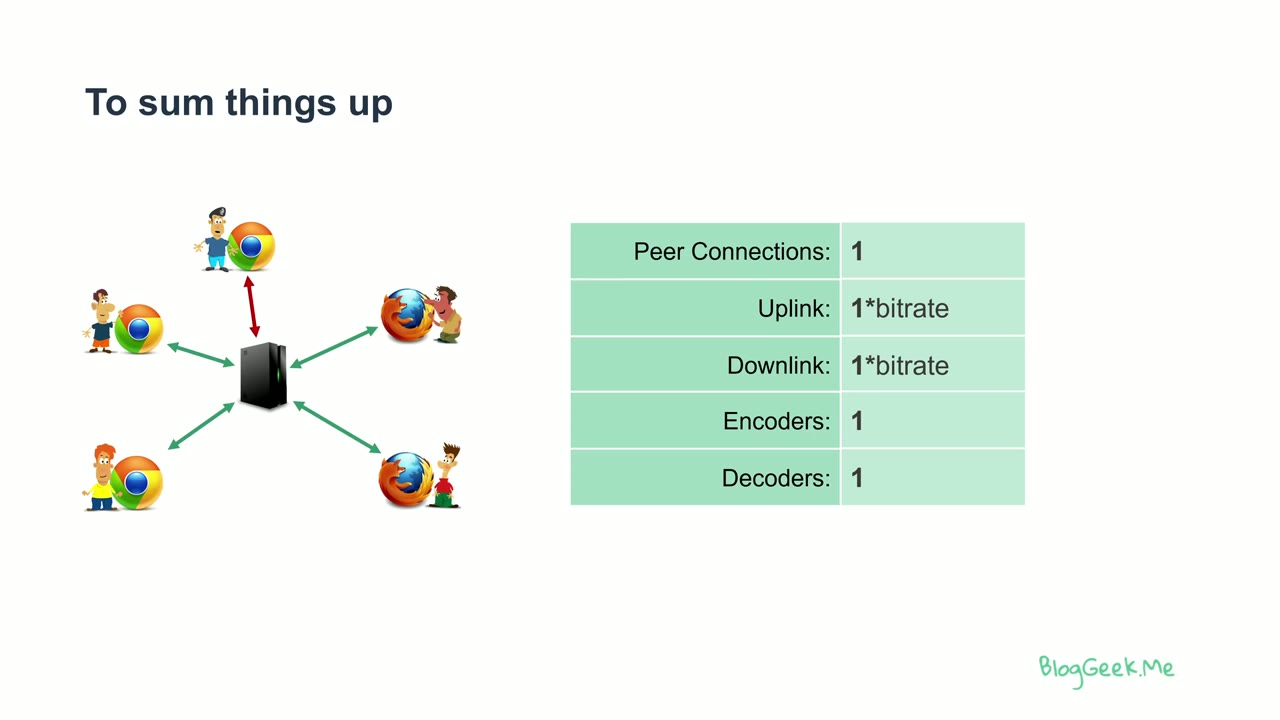 To sum things up
Peer Connections: 1
Uplink: 1*bitrate
Downlink: 1*bitrate
Encoders: 1
Decoders: 1
BlogGeek.Me